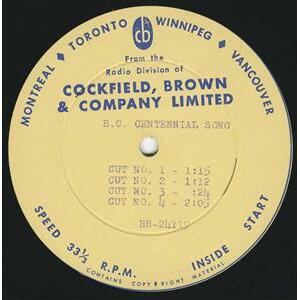 MONTREAL ♦ TORONTO ♦ WINNIPEG ♦ VANCOUVER
cb
From the
Radio Division of
COCKFIELD, BROWN
& COMPANY LIMITED
B.C. CENTENNIAL SONG
CUT NO. 1 - 1:15
CUT NO. 2 - 1:12
CUT NO. 3 - :24
CUT NO. 4 - 2:05
SPEED 33⅓ R.P.M.
INSIDE START
CONTAINS COPYRIGHT MATERIAL